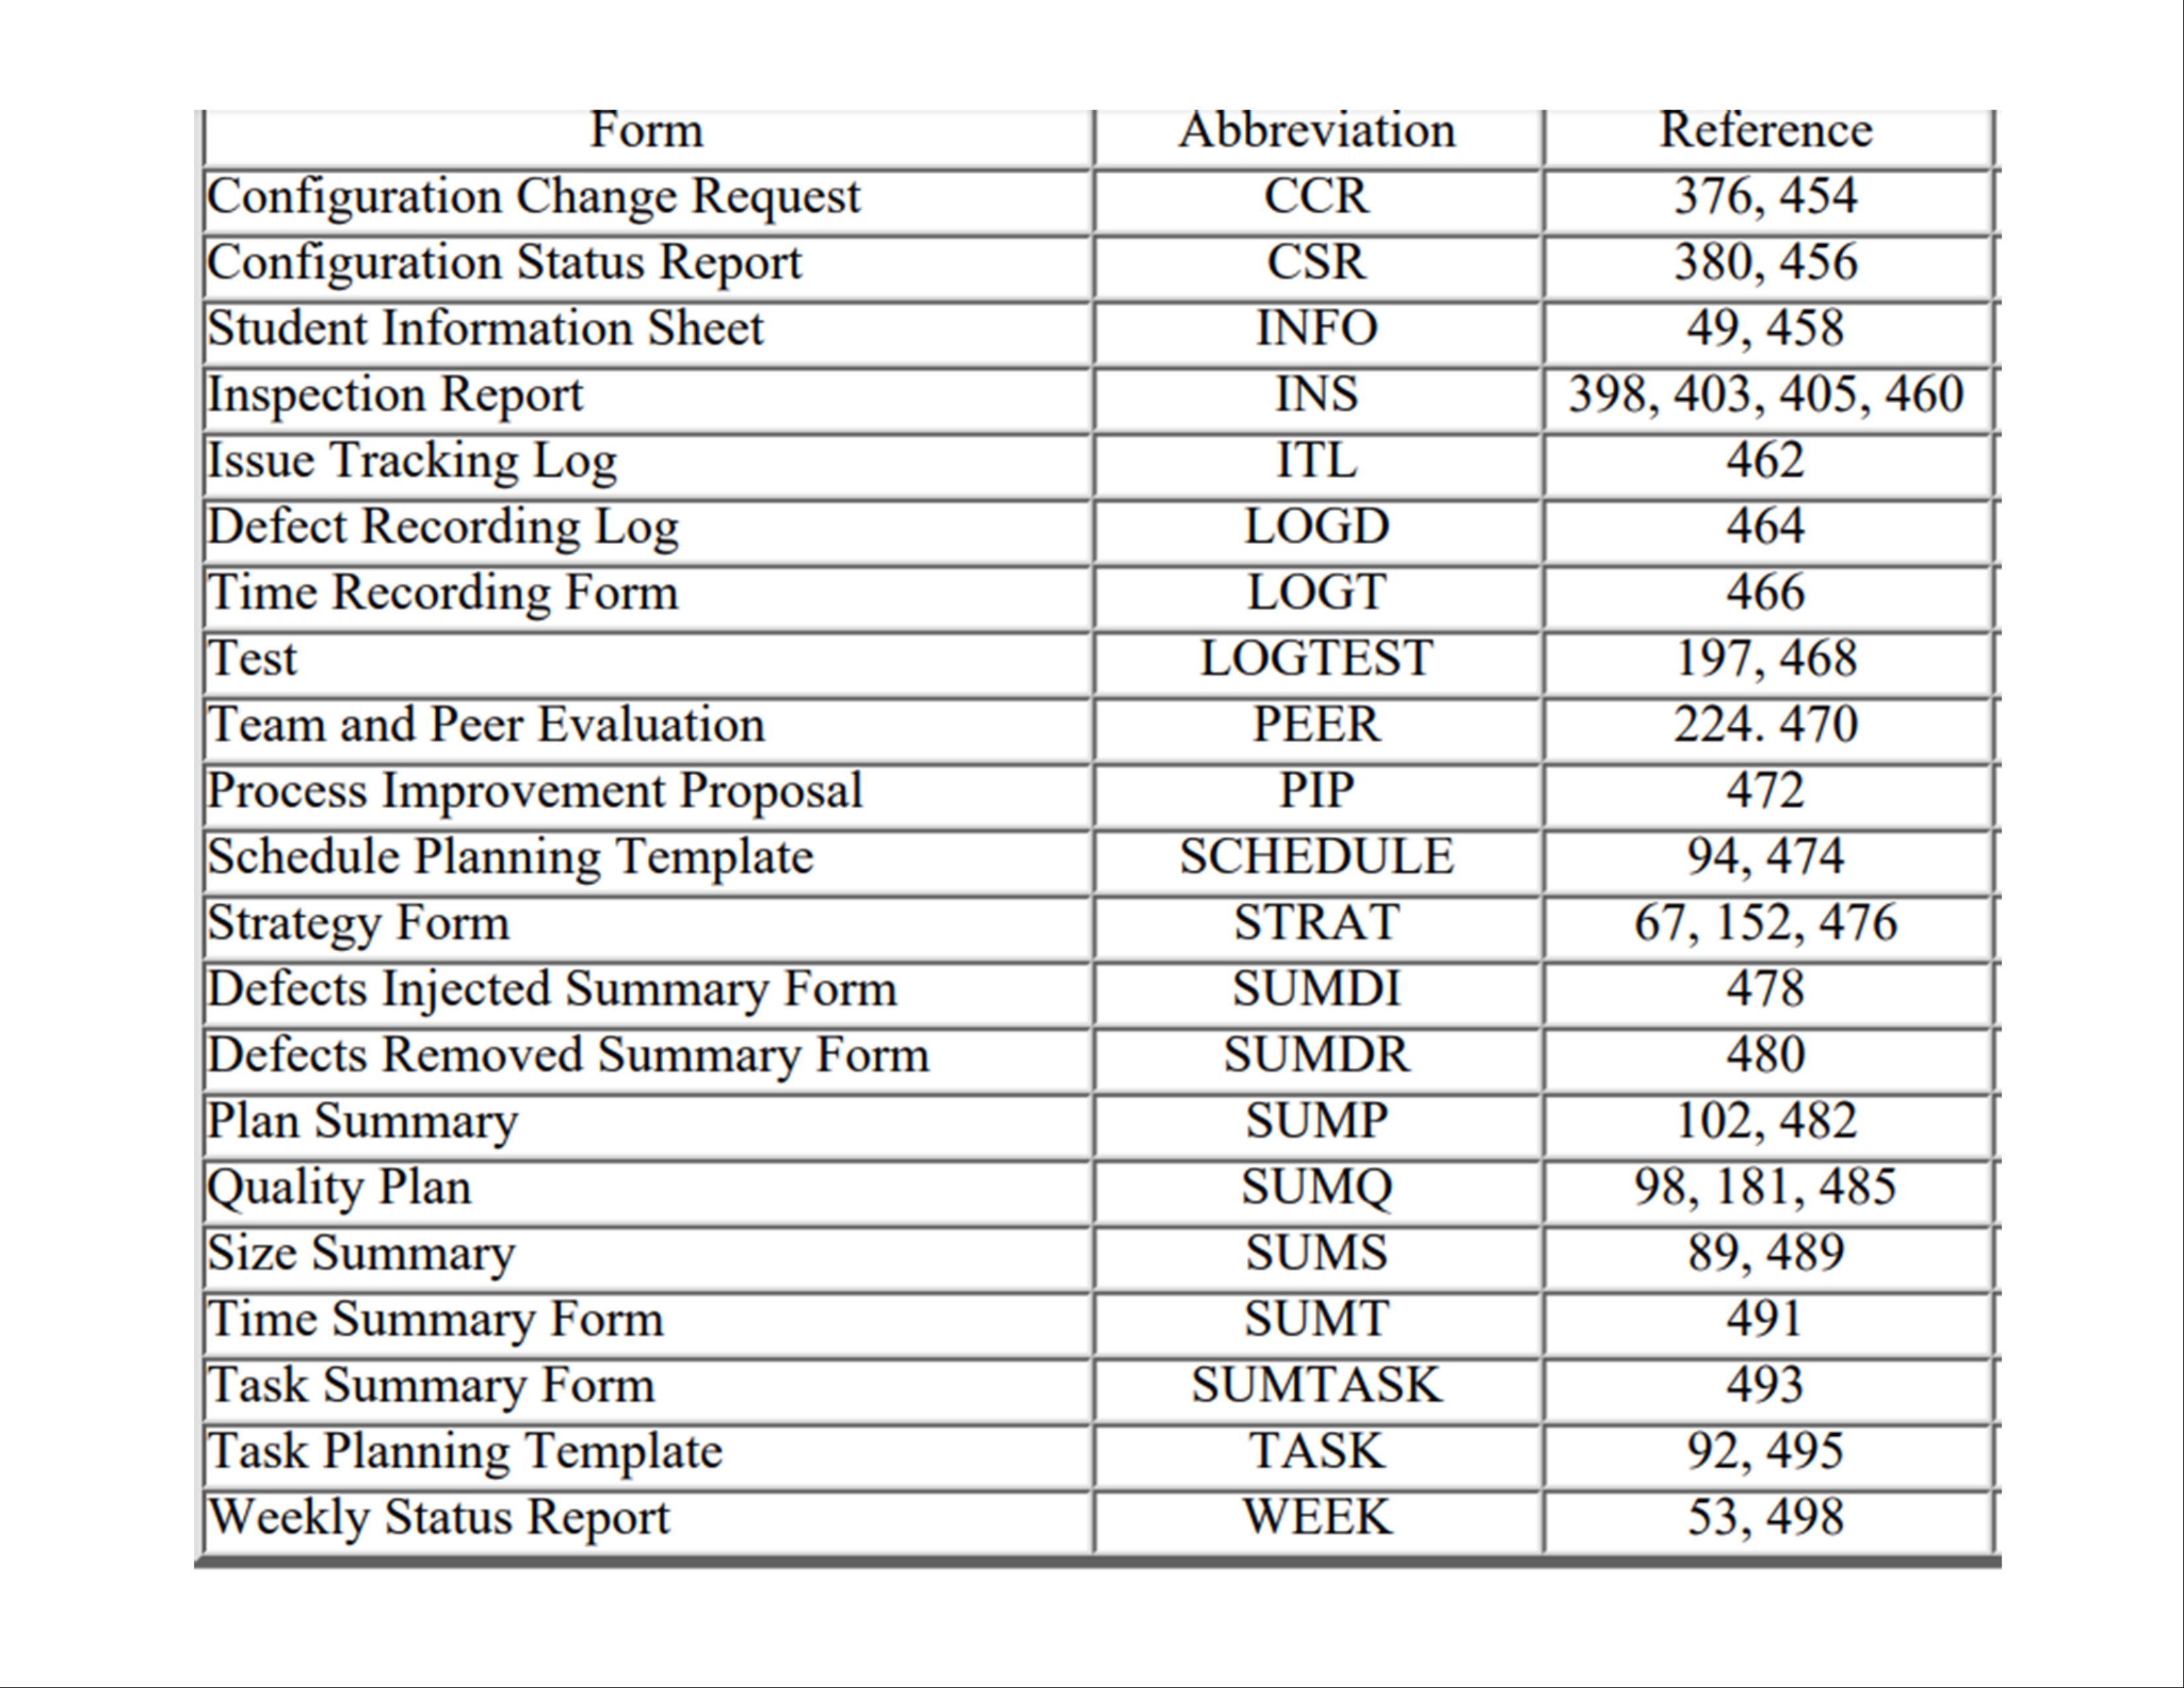 Form Abbreviation Reference
Configuration Change Request CCR 376, 454
Configuration Status Report CSR 380, 456
Student Information Sheet INFO 49, 458
Inspection Report INS 398, 403, 405, 460
Issue Tracking Log ITL 462
Defect Recording Log LOGD 464
Time Recording Form LOGT 466
Test LOGTEST 197, 468
Team and Peer Evaluation PEER 224. 470
Process Improvement Proposal PIP 472
Schedule Planning Template SCHEDULE 94, 474
Strategy Form STRAT 67, 152, 476
Defects Injected Summary Form SUMDI 478
Defects Removed Summary Form SUMDR 480
Plan Summary SUMP 102, 482
Quality Plan SUMQ 98, 181, 485
Size Summary SUMS 89, 489
Time Summary Form SUMT 491
Task Summary Form SUMTASK 493
Task Planning Template TASK 92, 495
Weekly Status Report WEEK 53, 498